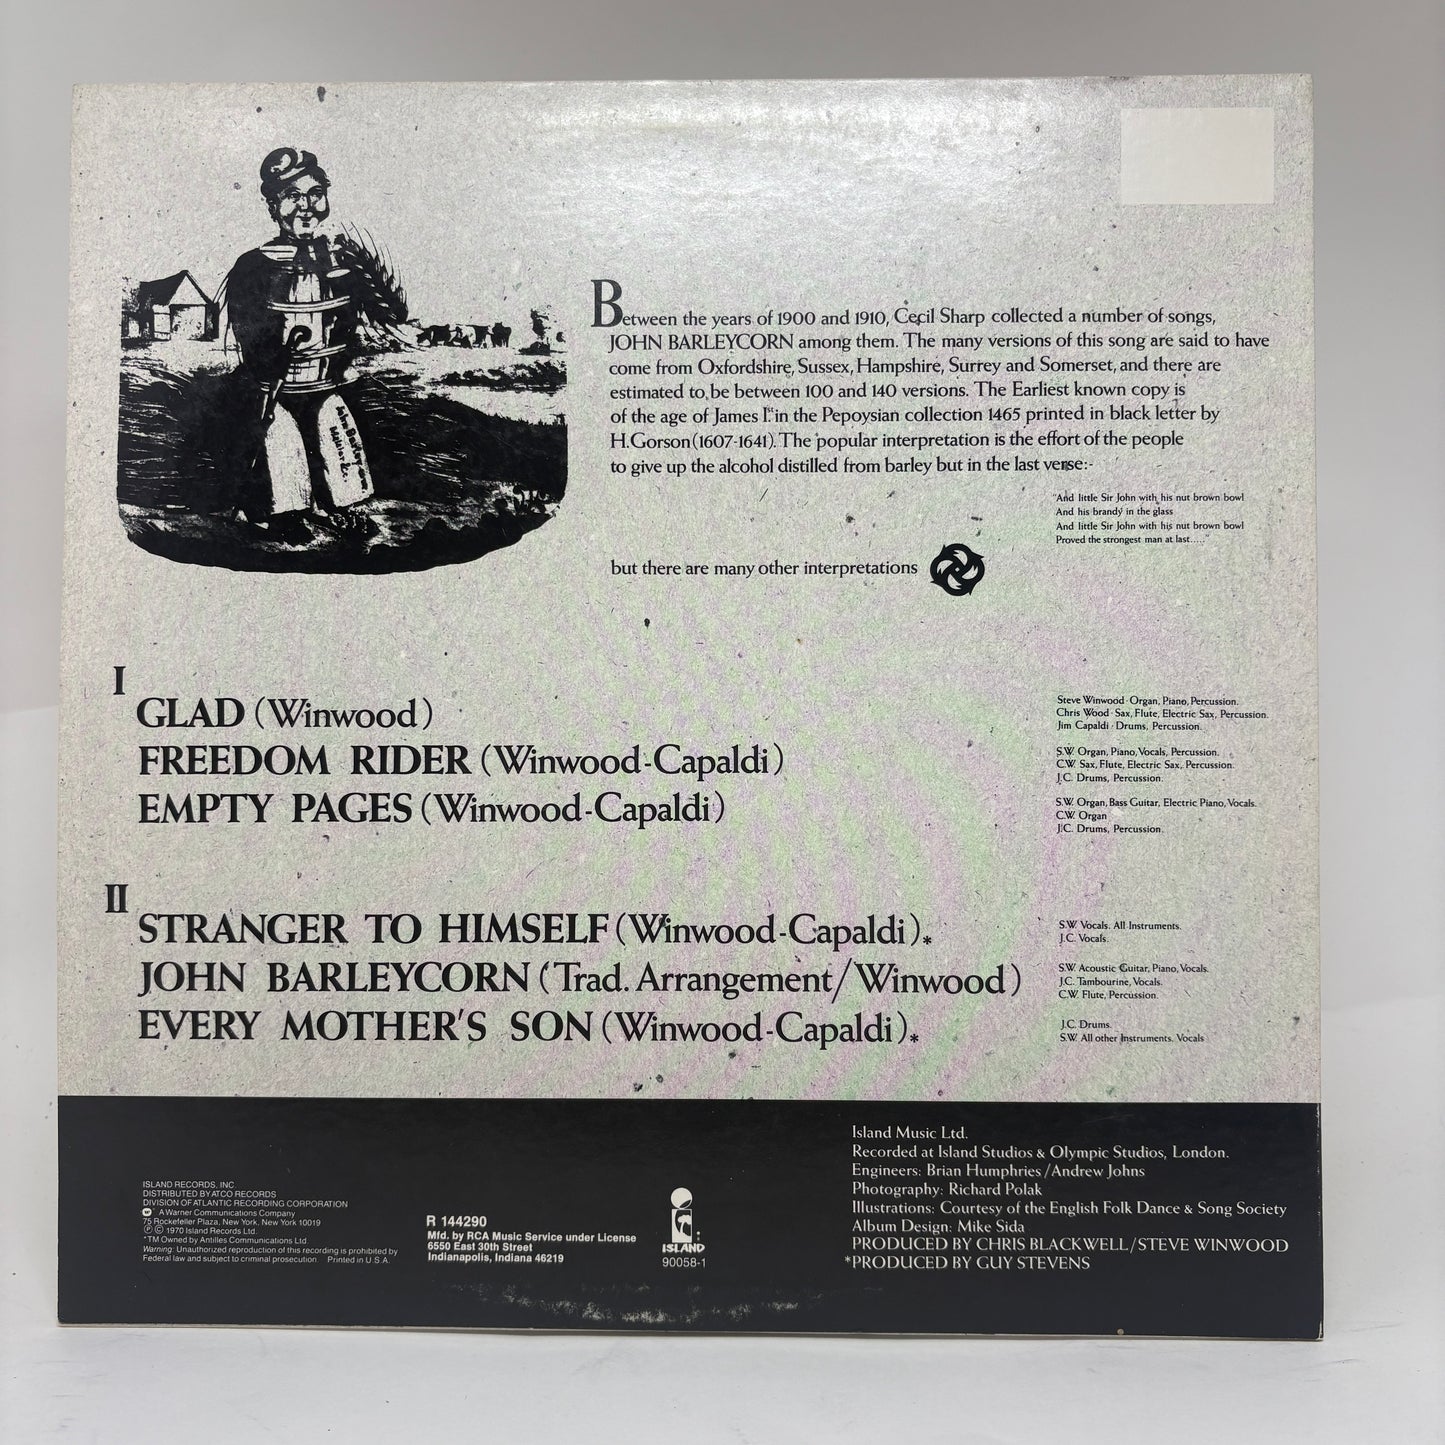 Between the years of 1900 and 1910, Cecil Sharp collected a number of songs,
JOHN BARLEYCORN among them. The many versions of this song are said to have
come from Oxfordshire, Sussex, Hampshire, Surrey and Somerset, and there are
estimated to be between 100 and 140 versions. The Earliest known copy is
of the age of James I. in the Pepoysian collection 1465 printed in black letter by
H.Gorson (1607-1641). The popular interpretation is the effort of the people
to give up the alcohol distilled from barley but in the last verse:-
"And little Sir John with his nut brown bowl
And his brandy in the glass
And little Sir John with his nut brown bowl
Proved the strongest man at last....."
but there are many other interpretations
I
GLAD (Winwood)
Steve Winwood - Organ, Piano, Percussion.
Chris Wood - Sax, Flute, Electric Sax, Percussion.
Jim Capaldi - Drums, Percussion.
FREEDOM RIDER (Winwood-Capaldi)
S.W. Organ, Piano, Vocals, Percussion.
C.W. Sax, Flute, Electric Sax, Percussion.
J.C. Drums, Percussion.
EMPTY PAGES (Winwood-Capaldi)
S.W. Organ, Bass Guitar, Electric Piano, Vocals.
C.W. Organ
J.C. Drums, Percussion.
II
STRANGER TO HIMSELF (Winwood-Capaldi).*
S.W. Vocals. All Instruments.
J.C. Vocals.
JOHN BARLEYCORN (Trad. Arrangement/Winwood)
S.W. Acoustic Guitar, Piano, Vocals.
J.C. Tambourine, Vocals.
C.W. Flute, Percussion.
EVERY MOTHER'S SON (Winwood-Capaldi).*
J.C. Drums.
S.W. All other Instruments. Vocals
ISLAND RECORDS, INC.
DISTRIBUTED BY ATCO RECORDS
DIVISION OF ATLANTIC RECORDING CORPORATION
A Warner Communications Company
75 Rockefeller Plaza, New York, New York 10019
℗ © 1970 Island Records Ltd.
*TM Owned by Antilles Communications Ltd.
Warning: Unauthorized reproduction of this recording is prohibited by
Federal law and subject to criminal prosecution. Printed in U.S.A.
R 144290
Mfd. by RCA Music Service under License
6550 East 30th Street
Indianapolis, Indiana 46219
ISLAND
90058-1
Island Music Ltd.
Recorded at Island Studios & Olympic Studios, London.
Engineers: Brian Humphries/Andrew Johns
Photography: Richard Polak
Illustrations: Courtesy of the English Folk Dance & Song Society
Album Design: Mike Sida
PRODUCED BY CHRIS BLACKWELL/STEVE WINWOOD
*PRODUCED BY GUY STEVENS